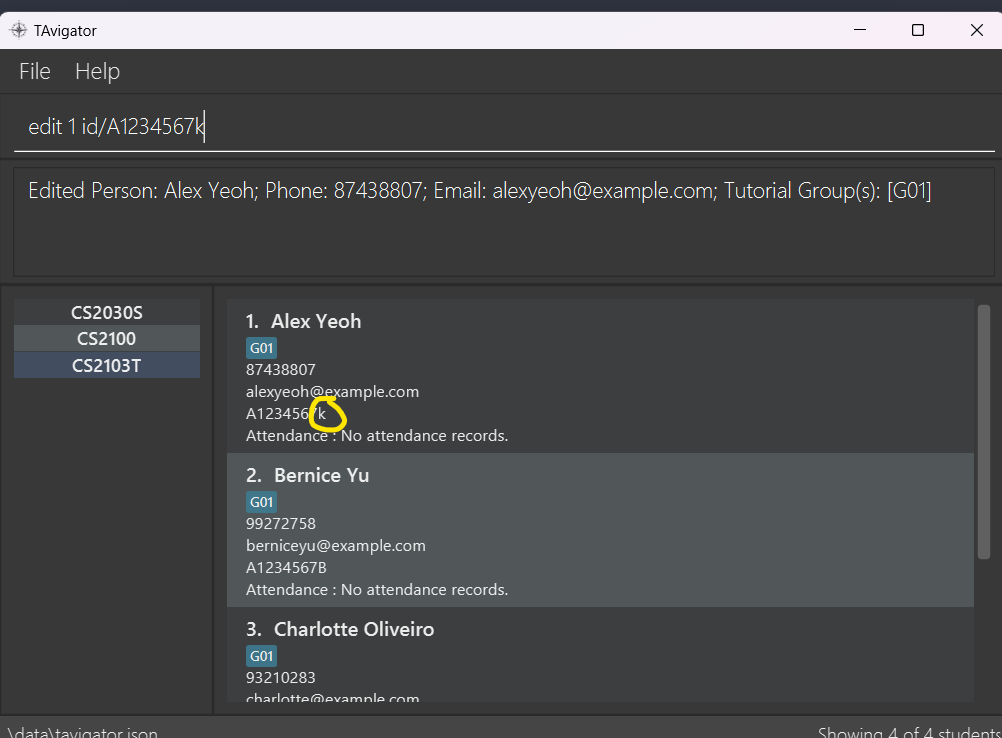 TAvigator
File Help
edit 1 id/A1234567k
Edited Person: Alex Yeoh; Phone: 87438807; Email: alexyeoh@example.com; Tutorial Group(s): [G01]
CS2030S
CS2100
CS2103T
1. Alex Yeoh
G01
87438807
alexyeoh@example.com
A1234567k
Attendance : No attendance records.
2. Bernice Yu
G01
99272758
berniceyu@example.com
A1234567B
Attendance : No attendance records.
3. Charlotte Oliveiro
G01
93210283
charlotte@example.com
.\data\tavigator.json
Showing 4 of 4 students